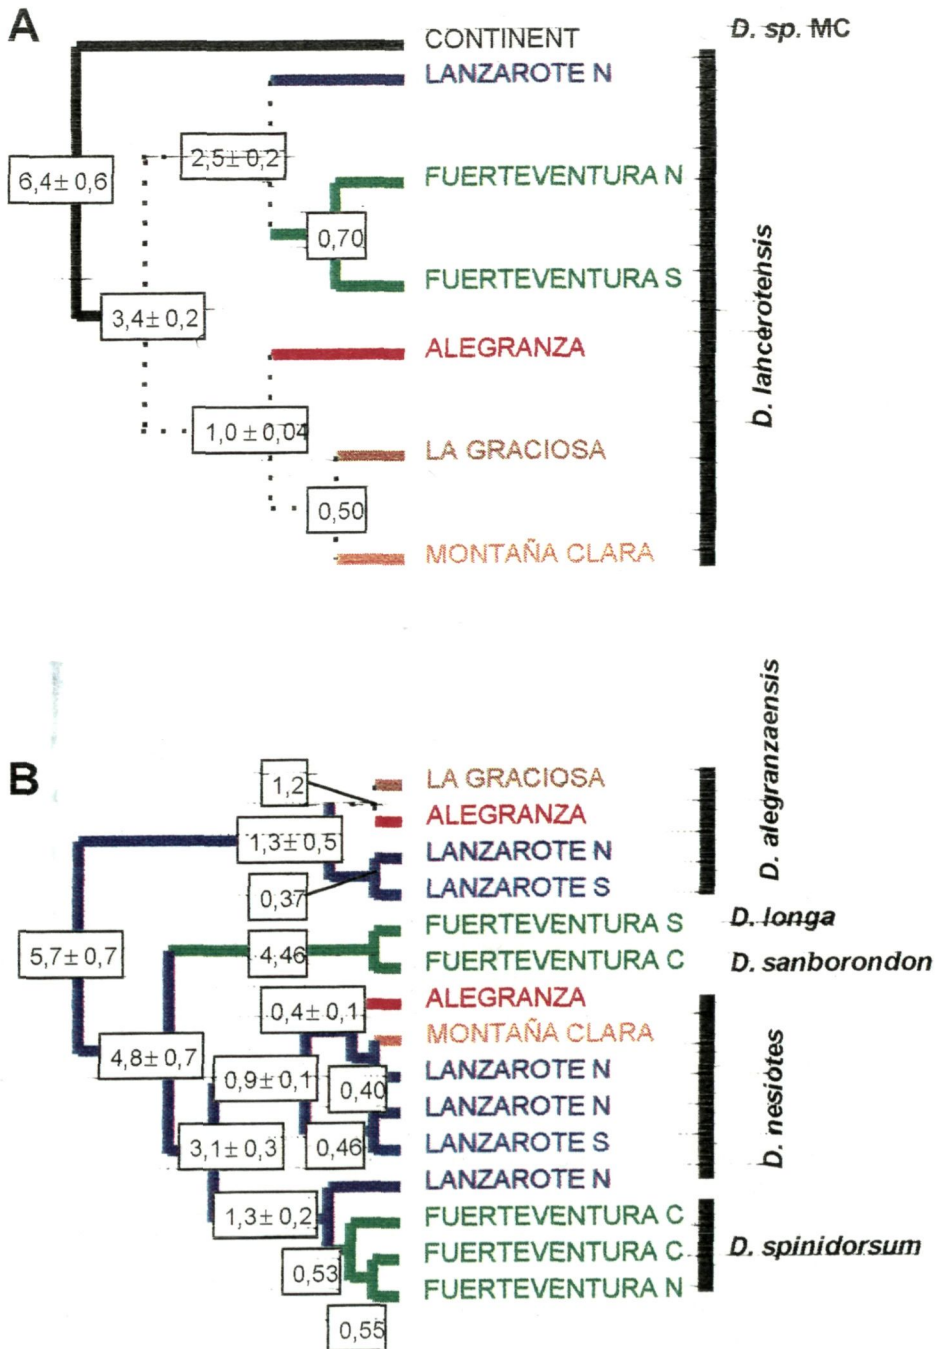 A
D. sp. MC
CONTINENT
LANZAROTE N
2,5± 0,2
6,4± 0,6
FUERTEVENTURA N
0,70
FUERTEVENTURA S
3,4± 0,2
D. lancerotensis
ALEGRANZA
1,0 ± 0,04
LA GRACIOSA
0,50
MONTAÑA CLARA
B
D. alegranzaensis
1,2
LA GRACIOSA
ALEGRANZA
1,3± 0,5
LANZAROTE N
0,37
LANZAROTE S
FUERTEVENTURA S
D. longa
5,7± 0,7
4,46
FUERTEVENTURA C
D. sanborondon
0,4± 0,1
ALEGRANZA
MONTAÑA CLARA
4,8± 0,7
0,9± 0,1
LANZAROTE N
0,40
LANZAROTE N
D. nesiotes
3,1± 0,3
0,46
LANZAROTE S
LANZAROTE N
1,3± 0,2
FUERTEVENTURA C
FUERTEVENTURA C
D. spinidorsum
0,53
FUERTEVENTURA N
0,55